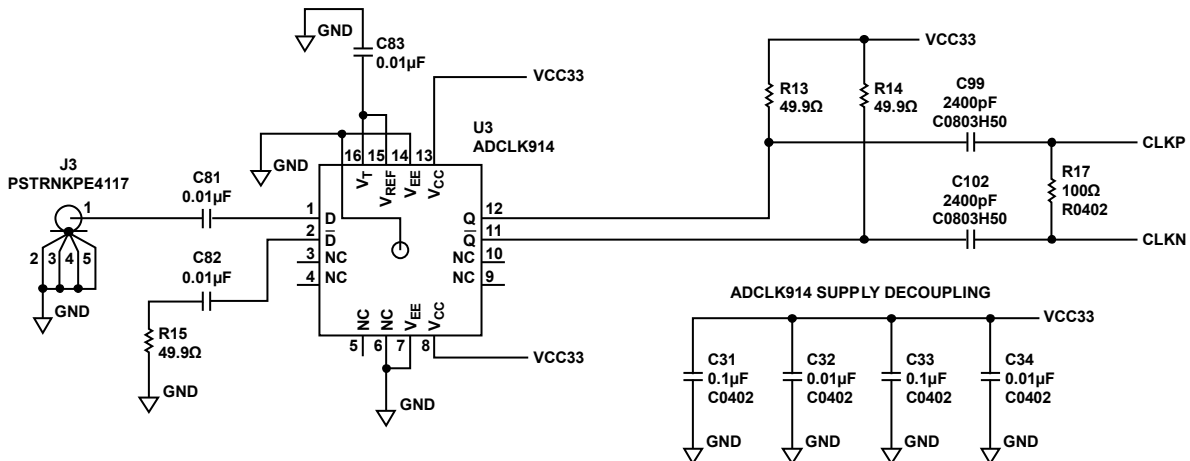 GND
C83
0.01µF
VCC33
GND
U3
ADCLK914
16 15 14 13
VT
VREF
VEE
VCC
J3
PSTRNKPE4117
1
2 3 4 5
GND
C81
0.01µF
C82
0.01µF
R15
49.9Ω
GND
1 D
2 D̅
3 NC
4 NC
Q 12
Q̅ 11
NC 10
NC 9
NC
NC
VEE
VCC
5 6 7 8
VCC33
GND
VCC33
R13
49.9Ω
R14
49.9Ω
C99
2400pF
C0803H50
CLKP
C102
2400pF
C0803H50
R17
100Ω
R0402
CLKN
ADCLK914 SUPPLY DECOUPLING
VCC33
C31
0.1µF
C0402
C32
0.01µF
C0402
C33
0.1µF
C0402
C34
0.01µF
C0402
GND
GND
GND
GND